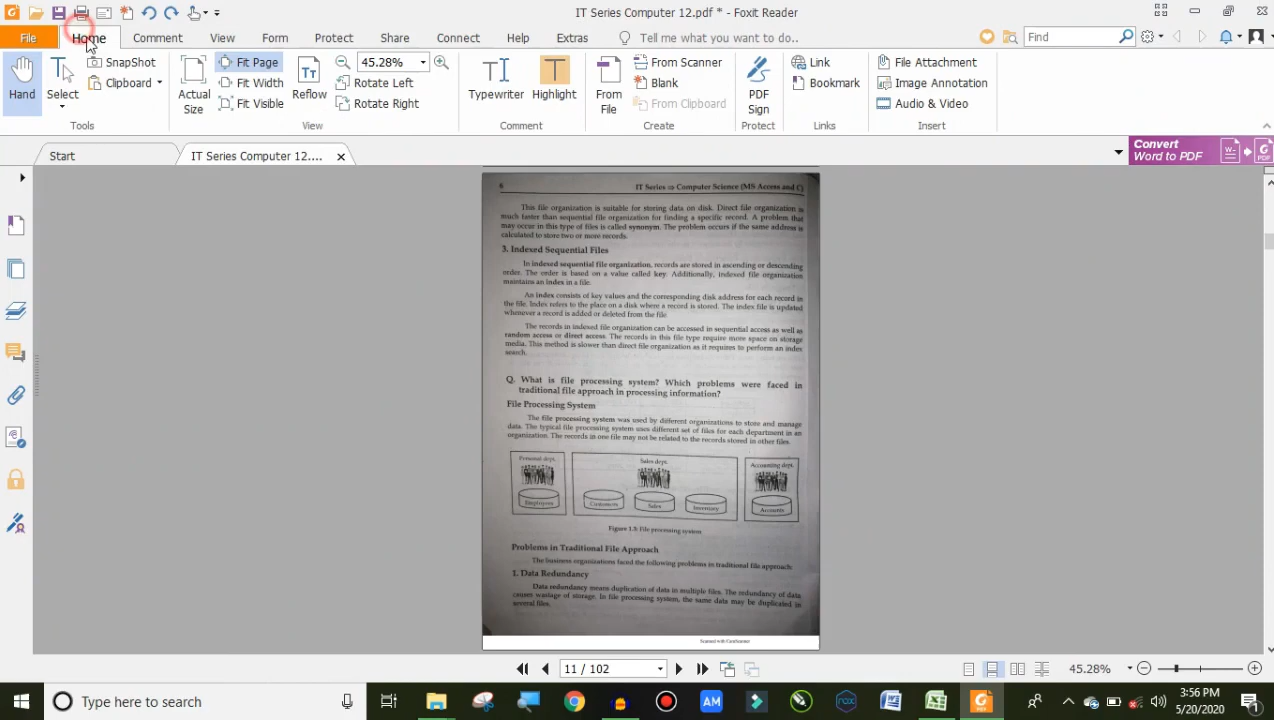 IT Series Computer 12.pdf * - Foxit Reader
File Home Comment View Form Protect Share Connect Help Extras Tell me what you want to do.. Find
Hand
Select
SnapShot
Clipboard
Tools
Actual Size
Fit Page
Fit Width
Fit Visible
Reflow
45.28%
Rotate Left
Rotate Right
View
Typewriter
Highlight
Comment
From File
From Scanner
Blank
From Clipboard
Create
PDF Sign
Protect
Link
Bookmark
Links
File Attachment
Image Annotation
Audio & Video
Insert
Start
IT Series Computer 12....
Convert
Word to PDF
6 IT Series ⇨ Computer Science (MS Access and C)
This file organization is suitable for storing data on disk. Direct file organization is
much faster than sequential file organization for finding a specific record. A problem that
may occur in this type of files is called synonym. The problem occurs if the same address is
calculated to store two or more records.
3. Indexed Sequential Files
In indexed sequential file organization, records are stored in ascending or descending
order. The order is based on a value called key. Additionally, indexed file organization
maintains an index in a file.
An index consists of key values and the corresponding disk address for each record in
the file. Index refers to the place on a disk where a record is stored. The index file is updated
whenever a record is added or deleted from the file.
The records in indexed file organization can be accessed in sequential access as well as
random access or direct access. The records in this file type require more space on storage
media. This method is slower than direct file organization as it requires to perform an index
search.
Q. What is file processing system? Which problems were faced in
traditional file approach in processing information?
File Processing System
The file processing system was used by different organizations to store and manage
data. The typical file processing system uses different set of files for each department in an
organization. The records in one file may not be related to the records stored in other files.
Personal dept.
Employees
Sales dept.
Customers
Sales
Inventory
Accounting dept.
Accounts
Figure 1.3: File processing system
Problems in Traditional File Approach
The business organizations faced the following problems in traditional file approach:
1. Data Redundancy
Data redundancy means duplication of data in multiple files. The redundancy of data
causes wastage of storage. In file processing system, the same data may be duplicated in
several files.
Scanned with CamScanner
11 / 102
45.28%
Type here to search
AM
nox
3:56 PM
5/20/2020
1